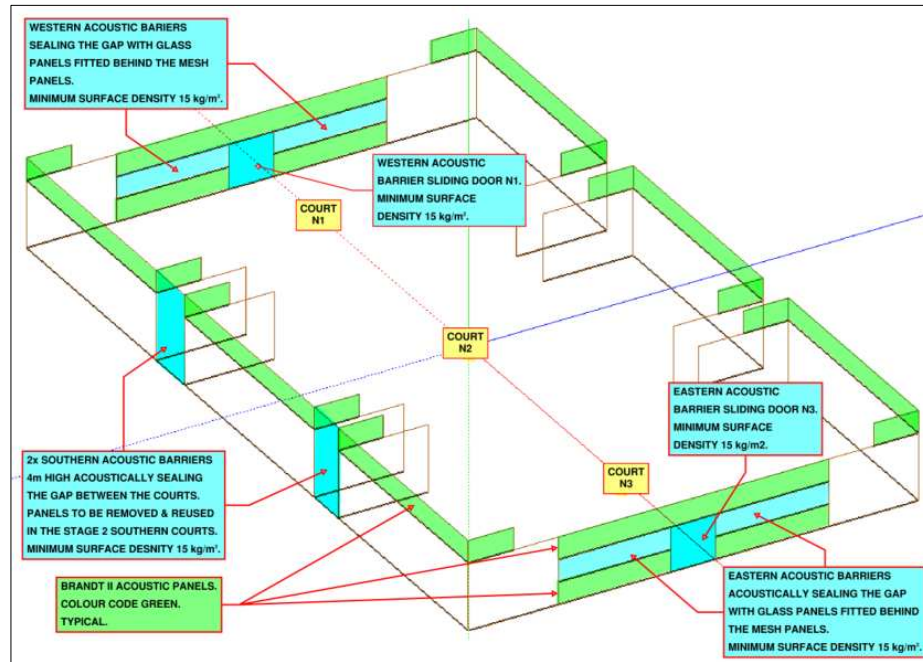 WESTERN ACOUSTIC BARIERS
SEALING THE GAP WITH GLASS
PANELS FITTED BEHIND THE MESH
PANELS.
MINIMUM SURFACE DENSITY 15 kg/m².
WESTERN ACOUSTIC
BARRIER SLIDING DOOR N1.
MINIMUM SURFACE
DENSITY 15 kg/m².
COURT
N1
COURT
N2
EASTERN ACOUSTIC
BARRIER SLIDING DOOR N3.
MINIMUM SURFACE
DENSITY 15 kg/m2.
COURT
N3
2x SOUTHERN ACOUSTIC BARRIERS
4m HIGH ACOUSTICALLY SEALING
THE GAP BETWEEN THE COURTS.
PANELS TO BE REMOVED & REUSED
IN THE STAGE 2 SOUTHERN COURTS.
MINIMUM SURFACE DESNITY 15 kg/m².
BRANDT II ACOUSTIC PANELS.
COLOUR CODE GREEN.
TYPICAL.
EASTERN ACOUSTIC BARRIERS
ACOUSTICALLY SEALING THE GAP
WITH GLASS PANELS FITTED BEHIND
THE MESH PANELS.
MINIMUM SURFACE DENSITY 15 kg/m².